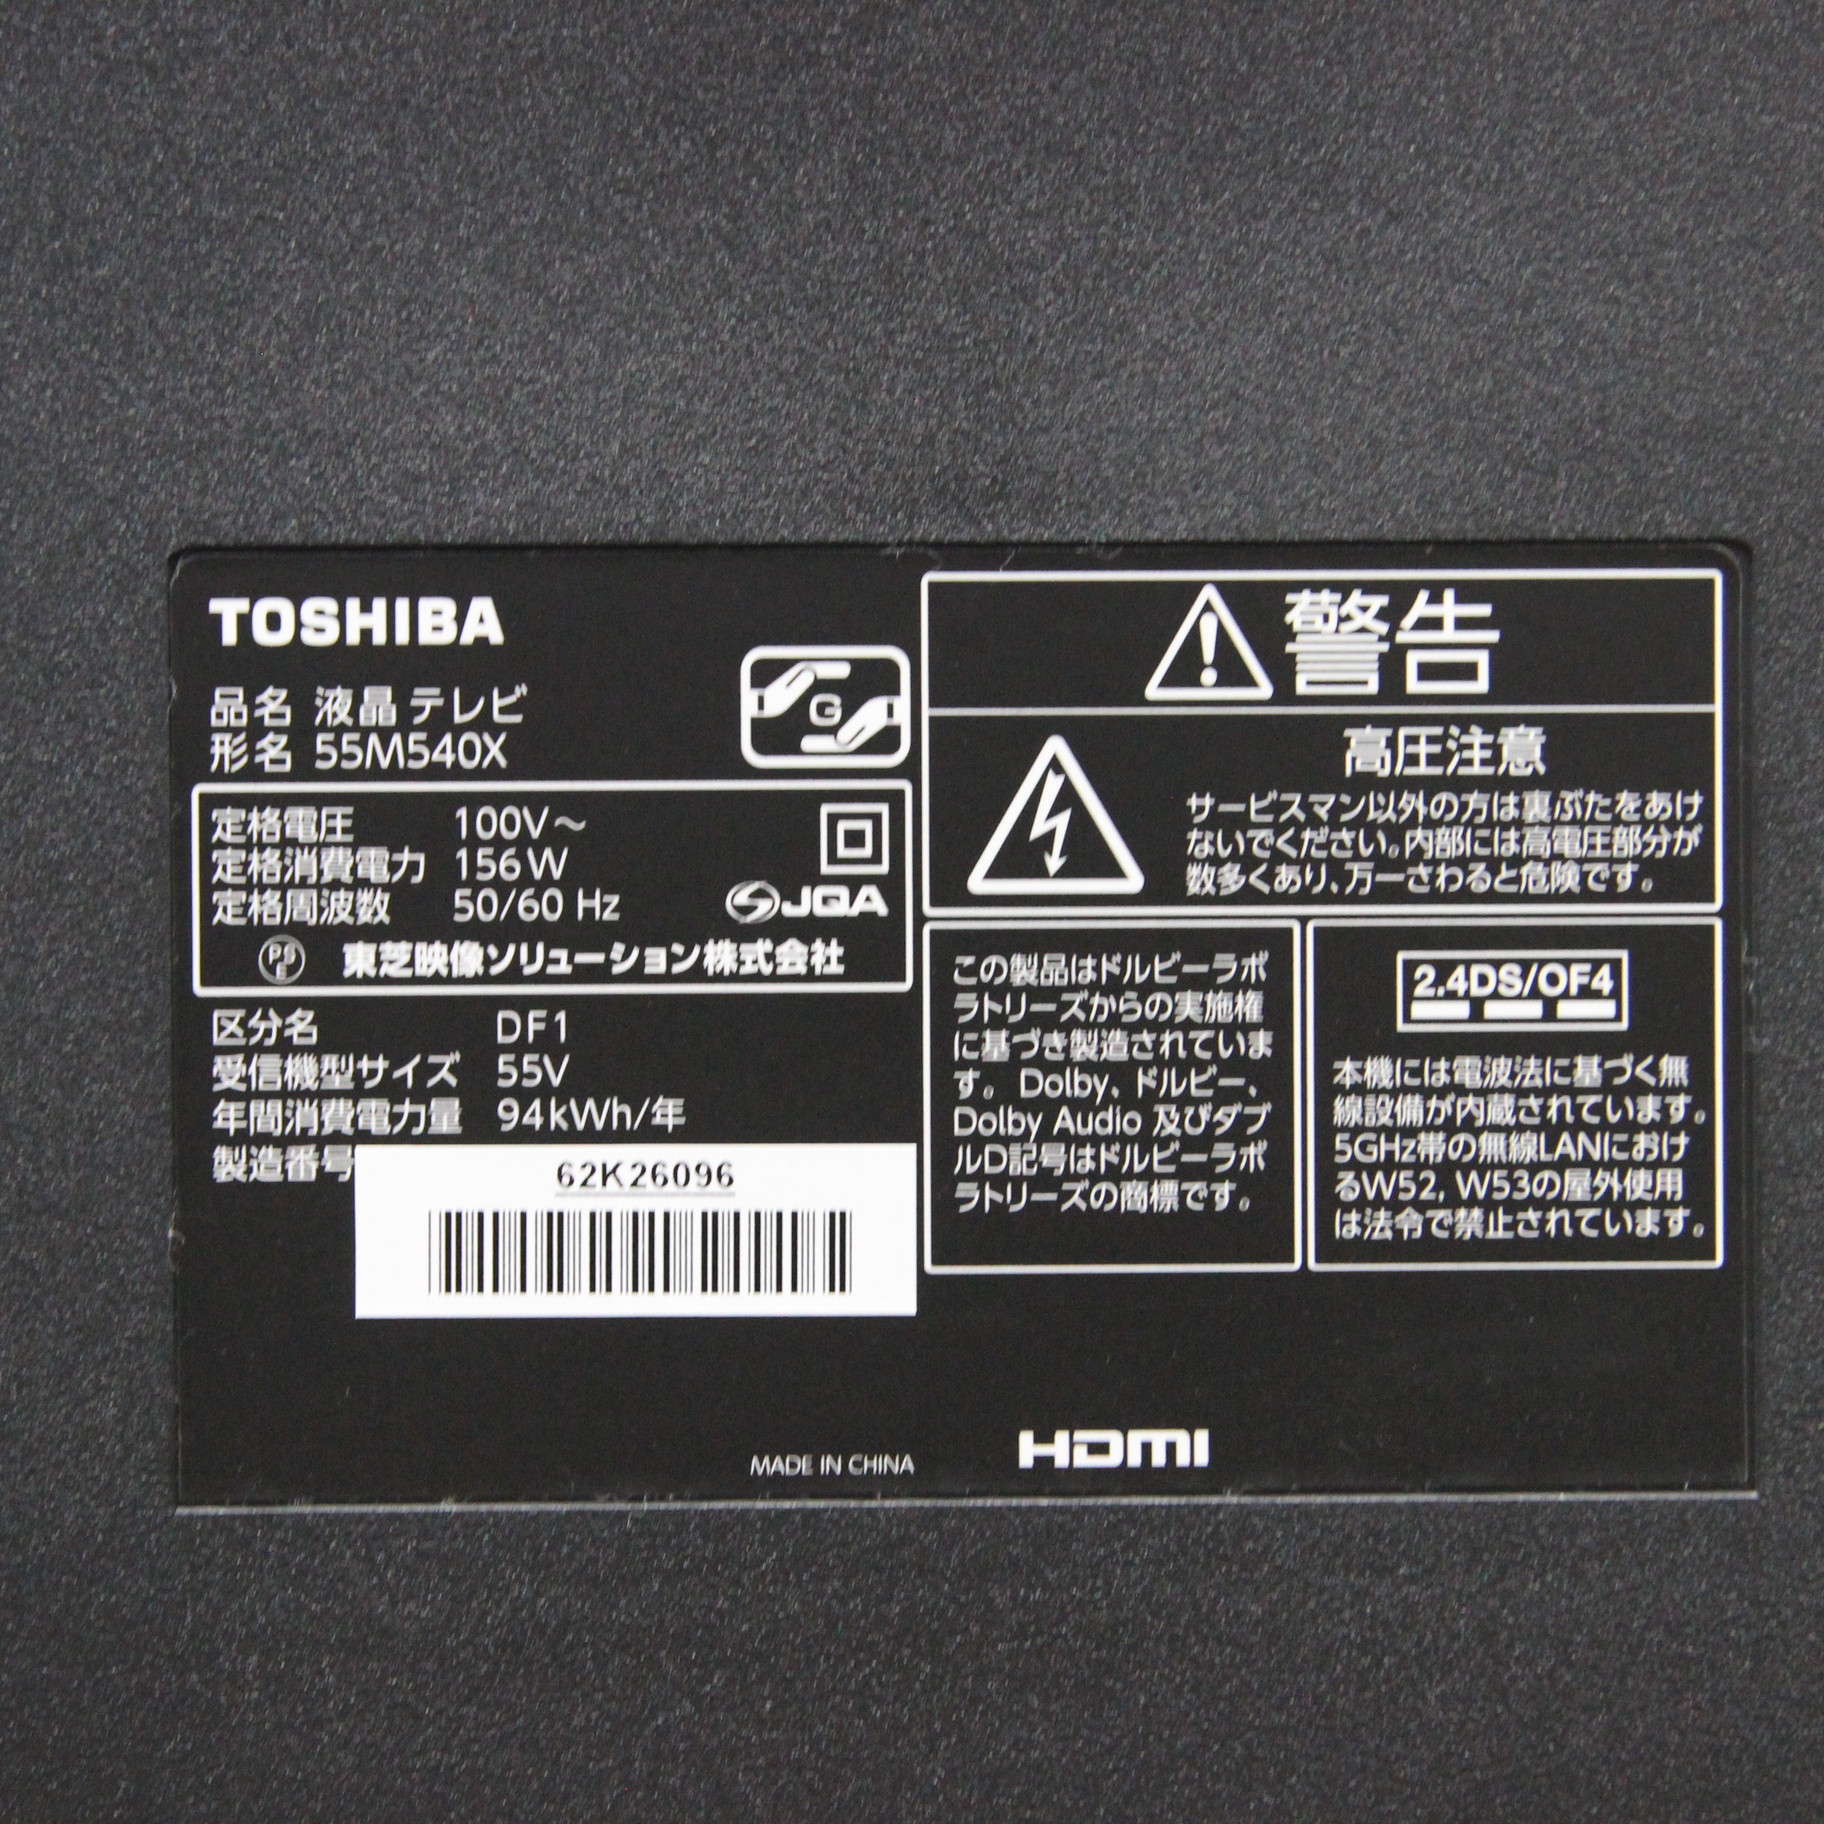 TOSHIBA
品名 液晶テレビ
形名 55M540X
G
定格電圧 100V～
定格消費電力 156W
定格周波数 50/60 Hz
JQA
PSE 東芝映像ソリューション株式会社
区分名 DF1
受信機型サイズ 55V
年間消費電力量 94kWh/年
製造番号
62K26096
警告
高圧注意
サービスマン以外の方は裏ぶたをあけ
ないでください。内部には高電圧部分が
数多くあり、万一さわると危険です。
この製品はドルビーラボ
ラトリーズからの実施権
に基づき製造されていま
す。Dolby、ドルビー、
Dolby Audio 及びダブ
ルD記号はドルビーラボ
ラトリーズの商標です。
2.4DS/OF4
本機には電波法に基づく無
線設備が内蔵されています。
5GHz帯の無線LANにおけ
るW52, W53の屋外使用
は法令で禁止されています。
MADE IN CHINA
HDMI